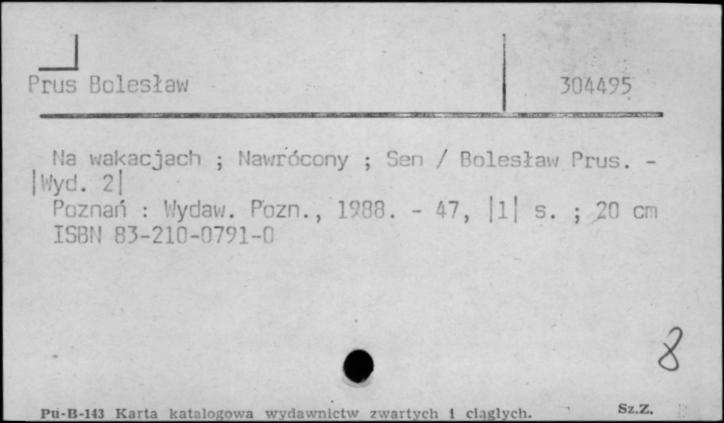 Prus Bolesław 304495
Na wakacjach ; Nawrócony ; Sen / Bolesław Prus. -
|Wyd. 2|
Poznań : Wydaw. Pozn., 1988. - 47, |1| s. ; 20 cm
ISBN 83-210-0791-0
8
Pu-B-143 Karta katalogowa wydawnictw zwartych i ciągłych. Sz.Z.